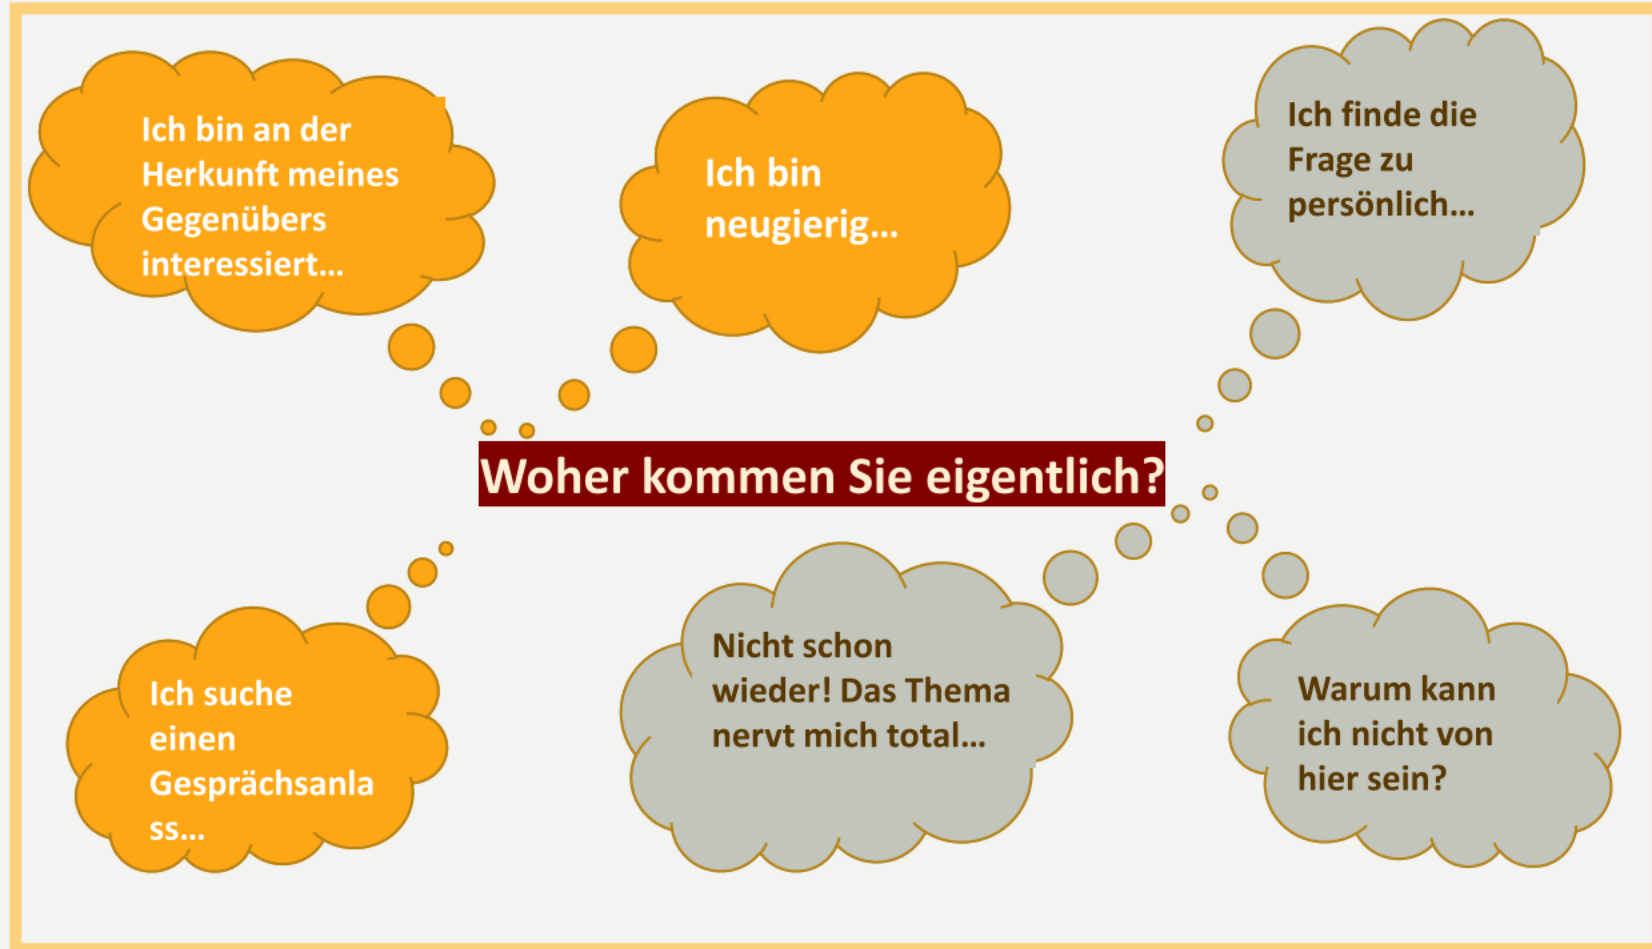 Ich bin an der
Herkunft meines
Gegenübers
interessiert...
Ich bin
neugierig...
Ich finde die
Frage zu
persönlich...
Woher kommen Sie eigentlich?
Ich suche
einen
Gesprächsanla
ss...
Nicht schon
wieder! Das Thema
nervt mich total...
Warum kann
ich nicht von
hier sein?